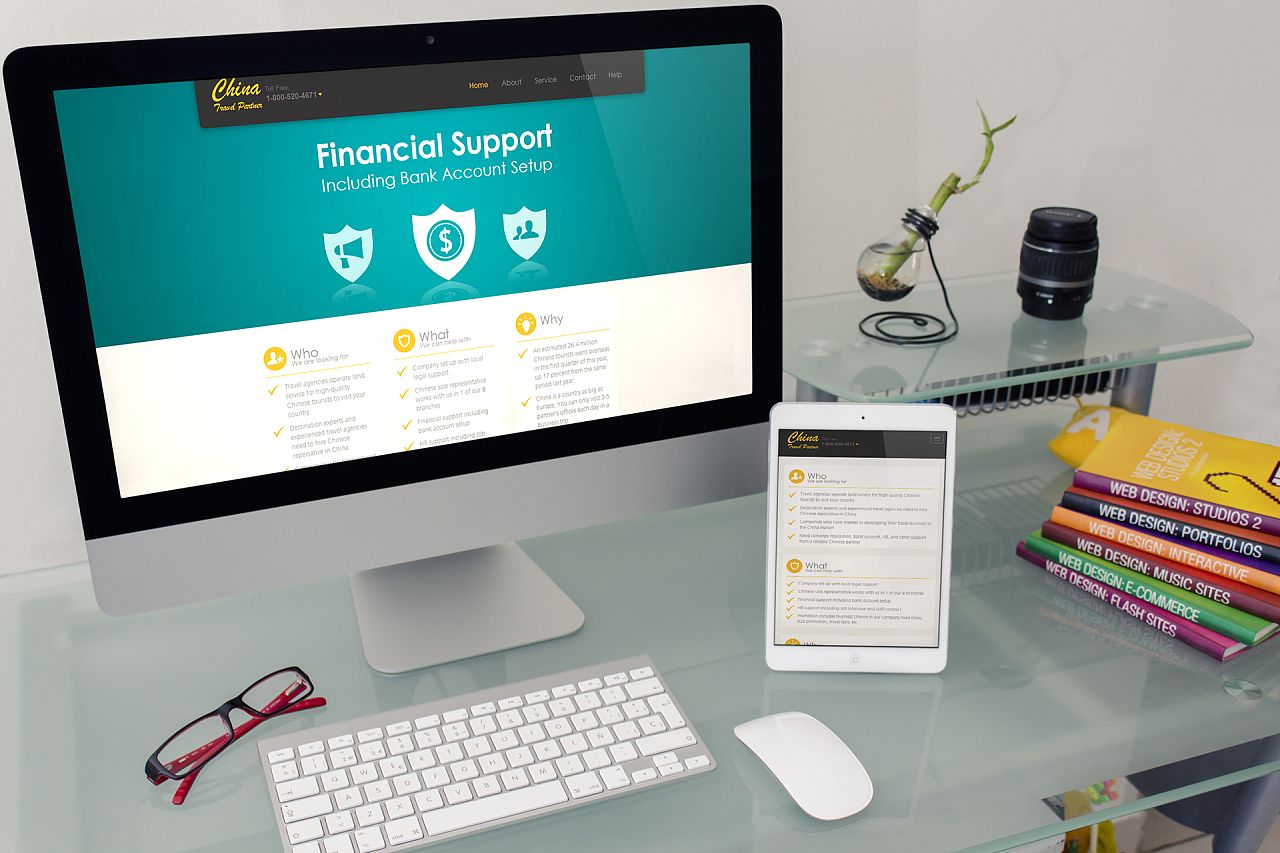 China
Travel Partner
Toll Free:
1-800-520-4671
Home
About
Service
Contact
Help
Financial Support
Including Bank Account Setup
$
Who
We are looking for
Travel agencies operate land
service for high-quality
Chinese tourists to visit your
country
Destination experts and
experienced travel agencies
need to hire Chinese
repersative in China
What
We can help with
Company set up with local
legal support
Chinese sale representative
works with us in 1 of our 8
branches
Financial support including
bank account setup
HR support including Job
Why
An estimated 26.4 million
Chinese tourists went overseas
in the first quarter of this year,
up 17 percent from the same
period last year.
China is a country as big as
Europe, You can only visit 3-5
partner's offices each day in a
business trip
China
Travel Partner
1-800-520-4671
Who
We are looking for
Travel agencies operate land service for high-quality Chinese
tourists to visit your country
Destination experts and experienced travel agencies need to hire
Chinese repersative in China
Companies who have interest in developing their travel business in
the China market
from a reliable Chinese partner
What
We can help with
Company set up with local legal support
Chinese sale representative works with us in 1 of our 8 branches
Financial support including bank account setup
HR support including Job interview and staff contract
Promotion includes business chance in our company road show,
B2B promotion, travel fairs, etc
Canon
A
WEB DESIGN:
STUDIOS 2
WEB DESIGN: STUDIOS 2
WEB DESIGN: PORTFOLIOS
WEB DESIGN: INTERACTIVE
WEB DESIGN: MUSIC SITES
WEB DESIGN: E-COMMERCE
WEB DESIGN: FLASH SITES